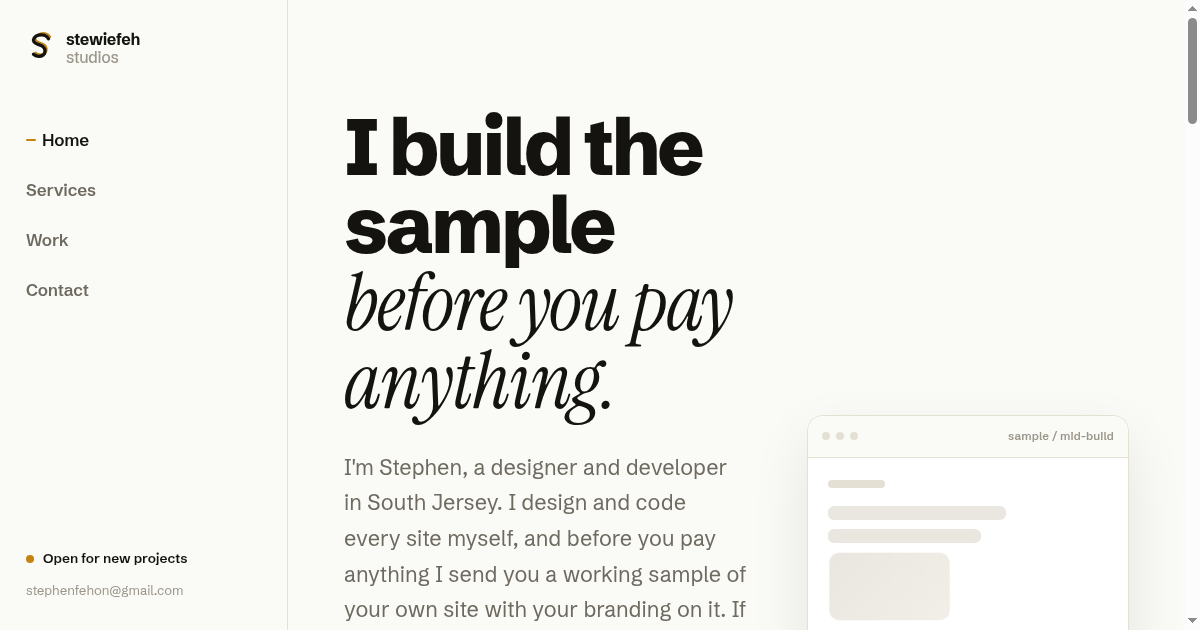 stewiefeh
studios
Home
Services
Work
Contact
Open for new projects
stephenfehon@gmail.com
I build the
sample
before you pay
anything.
I'm Stephen, a designer and developer
in South Jersey. I design and code
every site myself, and before you pay
anything I send you a working sample of
your own site with your branding on it. If
sample / mid-build